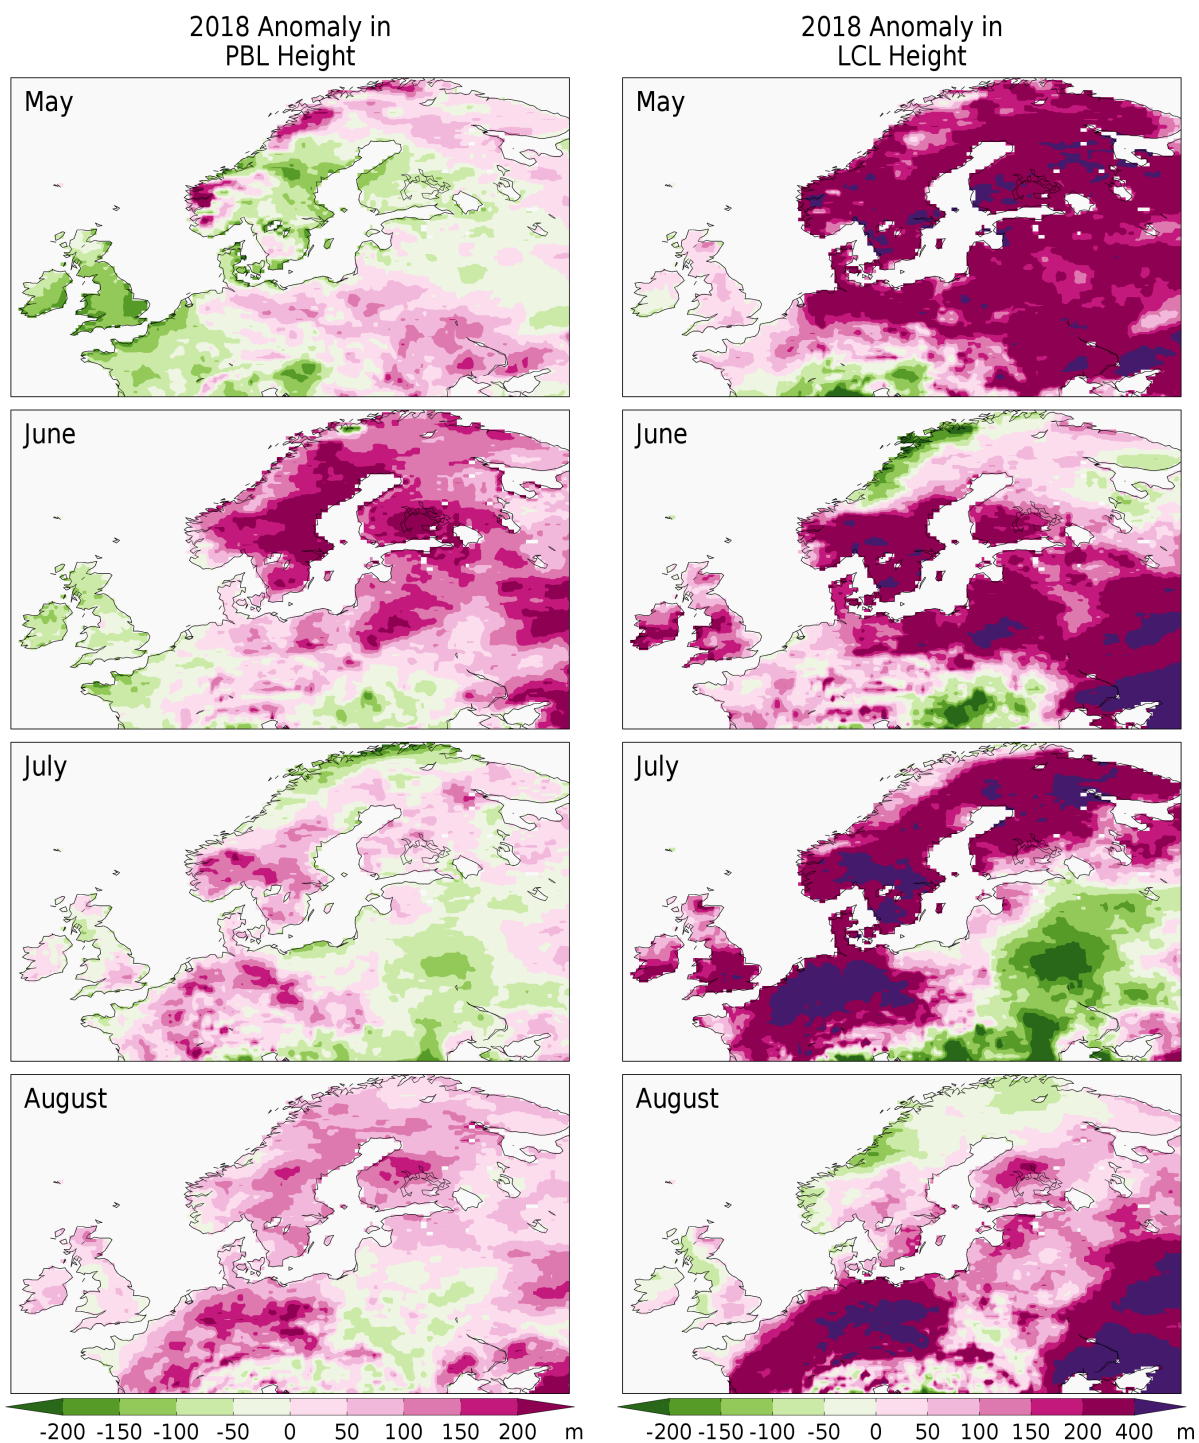 2018 Anomaly in
PBL Height
2018 Anomaly in
LCL Height
May
May
June
June
July
July
August
August
-200 -150 -100 -50 0 50 100 150 200 m
-200 -150 -100 -50 0 50 100 150 200 400 m